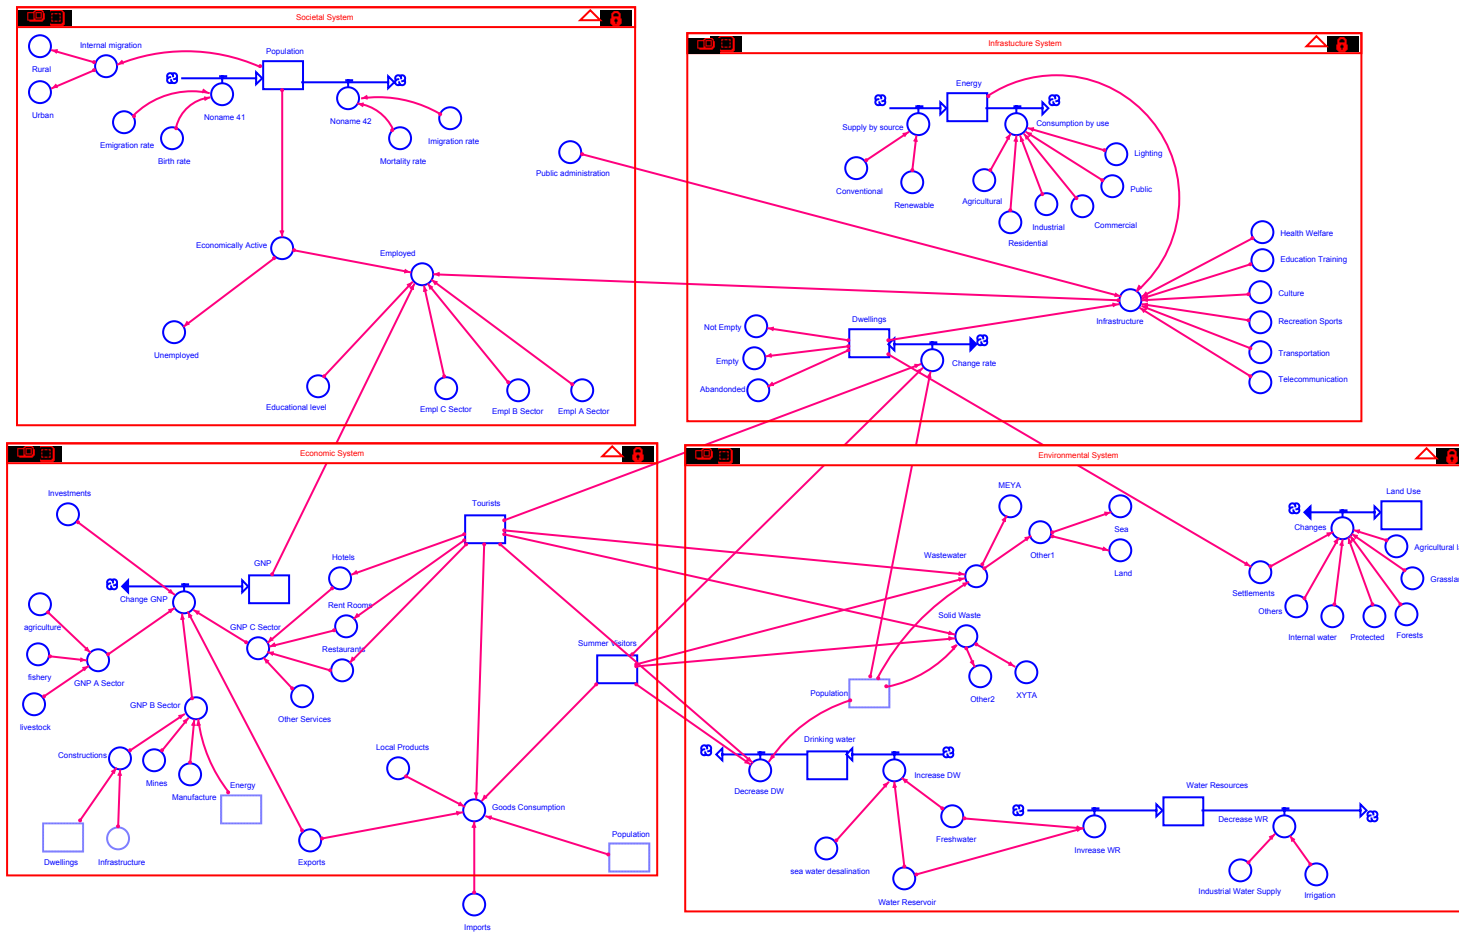 Societal System
Internal migration
Population
Rural
Urban
Noname 41
Noname 42
Emigration rate
Birth rate
Mortality rate
Imigration rate
Public administration
Economically Active
Employed
Unemployed
Educational level
Empl C Sector
Empl B Sector
Empl A Sector
Infrastucture System
Energy
Supply by source
Consumption by use
Lighting
Conventional
Renewable
Agricultural
Public
Industrial
Commercial
Residential
Health Welfare
Education Training
Culture
Recreation Sports
Transportation
Telecommunication
Infrastructure
Dwellings
Not Empty
Empty
Abandonded
Change rate
Economic System
Investments
Tourists
Hotels
GNP
Change GNP
Rent Rooms
agriculture
GNP C Sector
Restaurants
Summer Visitors
fishery
GNP A Sector
livestock
GNP B Sector
Other Services
Constructions
Local Products
Mines
Manufacture
Energy
Goods Consumption
Population
Dwellings
Infrastructure
Exports
Imports
Environmental System
MEYA
Land Use
Sea
Changes
Wastewater
Other1
Agricultural l
Land
Grassla
Settlements
Others
Solid Waste
Internal water
Protected
Forests
Population
Other2
XYTA
Drinking water
Decrease DW
Increase DW
Water Resources
Decrease WR
Freshwater
Invrease WR
sea water desalination
Water Reservoir
Industrial Water Supply
Irrigation